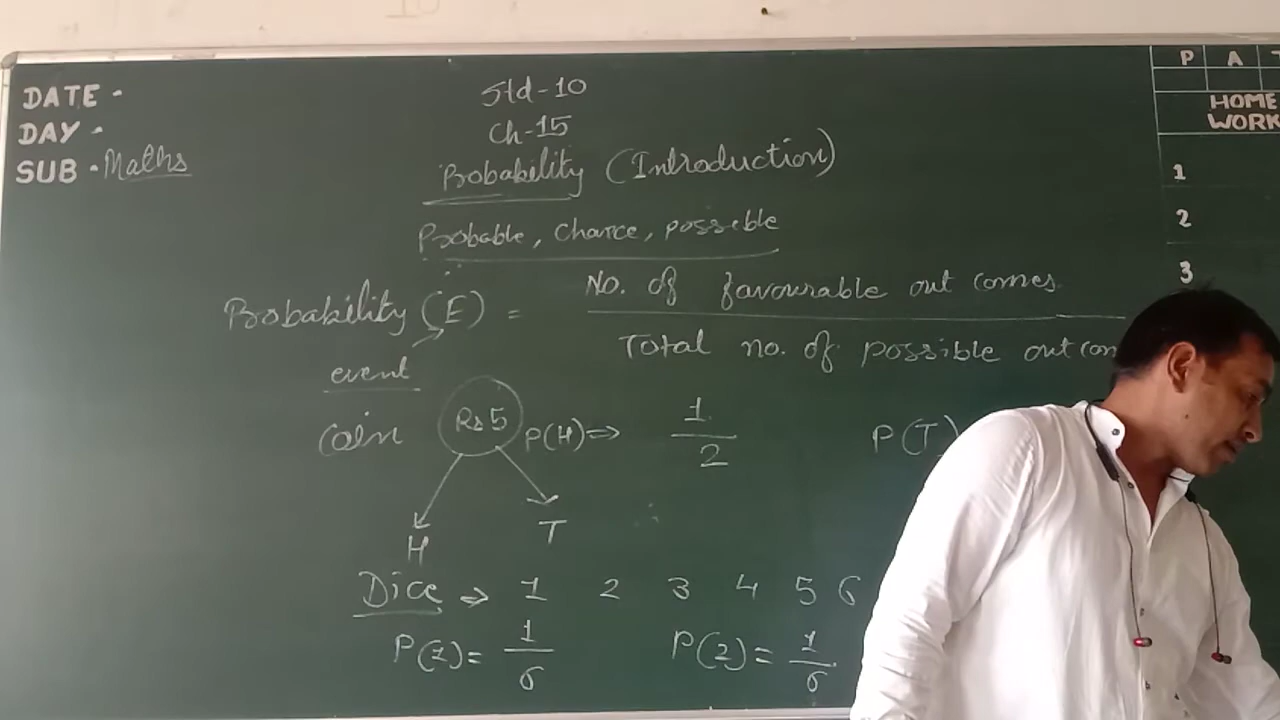 DATE -
DAY -
SUB - Maths
Std-10
Ch-15
Probability (Introduction)
Probable, Chance, possible
Probability (E) = No. of favourable out comes
Total no. of possible outcom
event
coin Rs 5 P(H) ⇒ 1/2 P(T)
H T
Dice ⇒ 1 2 3 4 5 6
P(1) = 1/6 P(2) = 1/6
P A T
HOME
WORK
1
2
3